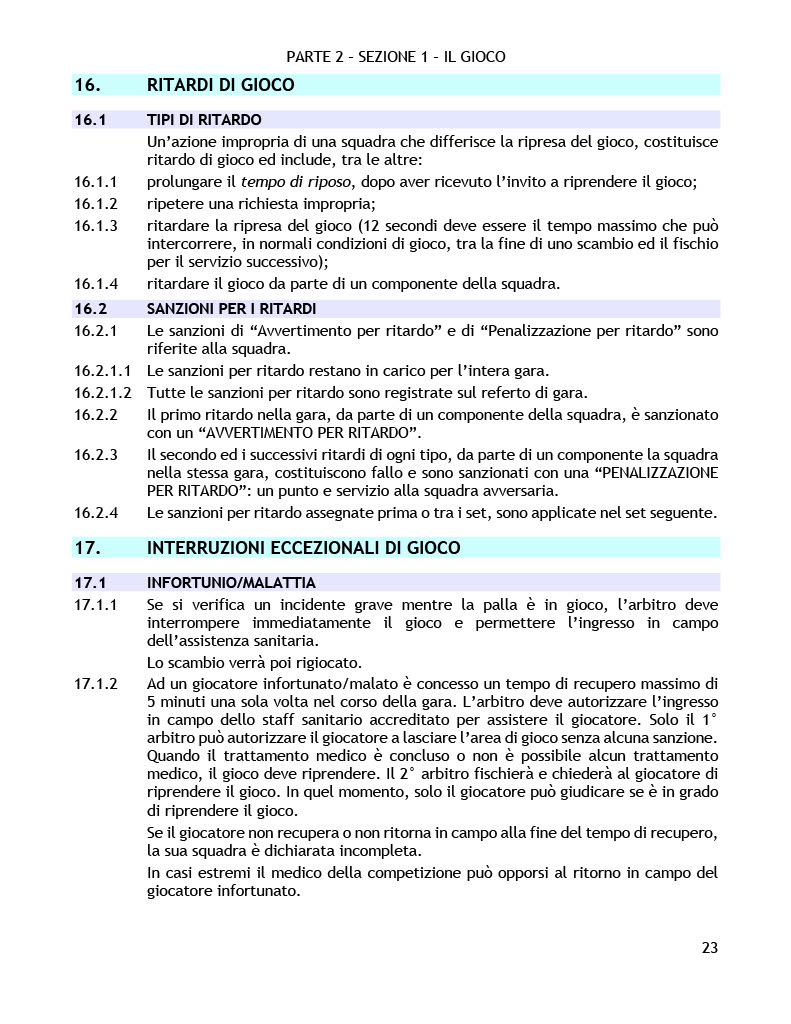 PARTE 2 – SEZIONE 1 – IL GIOCO
16. RITARDI DI GIOCO
16.1 TIPI DI RITARDO
Un’azione impropria di una squadra che differisce la ripresa del gioco, costituisce
ritardo di gioco ed include, tra le altre:
16.1.1 prolungare il tempo di riposo, dopo aver ricevuto l’invito a riprendere il gioco;
16.1.2 ripetere una richiesta impropria;
16.1.3 ritardare la ripresa del gioco (12 secondi deve essere il tempo massimo che può
intercorrere, in normali condizioni di gioco, tra la fine di uno scambio ed il fischio
per il servizio successivo);
16.1.4 ritardare il gioco da parte di un componente della squadra.
16.2 SANZIONI PER I RITARDI
16.2.1 Le sanzioni di “Avvertimento per ritardo” e di “Penalizzazione per ritardo” sono
riferite alla squadra.
16.2.1.1 Le sanzioni per ritardo restano in carico per l’intera gara.
16.2.1.2 Tutte le sanzioni per ritardo sono registrate sul referto di gara.
16.2.2 Il primo ritardo nella gara, da parte di un componente della squadra, è sanzionato
con un “AVVERTIMENTO PER RITARDO”.
16.2.3 Il secondo ed i successivi ritardi di ogni tipo, da parte di un componente la squadra
nella stessa gara, costituiscono fallo e sono sanzionati con una “PENALIZZAZIONE
PER RITARDO”: un punto e servizio alla squadra avversaria.
16.2.4 Le sanzioni per ritardo assegnate prima o tra i set, sono applicate nel set seguente.
17. INTERRUZIONI ECCEZIONALI DI GIOCO
17.1 INFORTUNIO/MALATTIA
17.1.1 Se si verifica un incidente grave mentre la palla è in gioco, l’arbitro deve
interrompere immediatamente il gioco e permettere l’ingresso in campo
dell’assistenza sanitaria.
Lo scambio verrà poi rigiocato.
17.1.2 Ad un giocatore infortunato/malato è concesso un tempo di recupero massimo di
5 minuti una sola volta nel corso della gara. L’arbitro deve autorizzare l’ingresso
in campo dello staff sanitario accreditato per assistere il giocatore. Solo il 1°
arbitro può autorizzare il giocatore a lasciare l’area di gioco senza alcuna sanzione.
Quando il trattamento medico è concluso o non è possibile alcun trattamento
medico, il gioco deve riprendere. Il 2° arbitro fischierà e chiederà al giocatore di
riprendere il gioco. In quel momento, solo il giocatore può giudicare se è in grado
di riprendere il gioco.
Se il giocatore non recupera o non ritorna in campo alla fine del tempo di recupero,
la sua squadra è dichiarata incompleta.
In casi estremi il medico della competizione può opporsi al ritorno in campo del
giocatore infortunato.
23